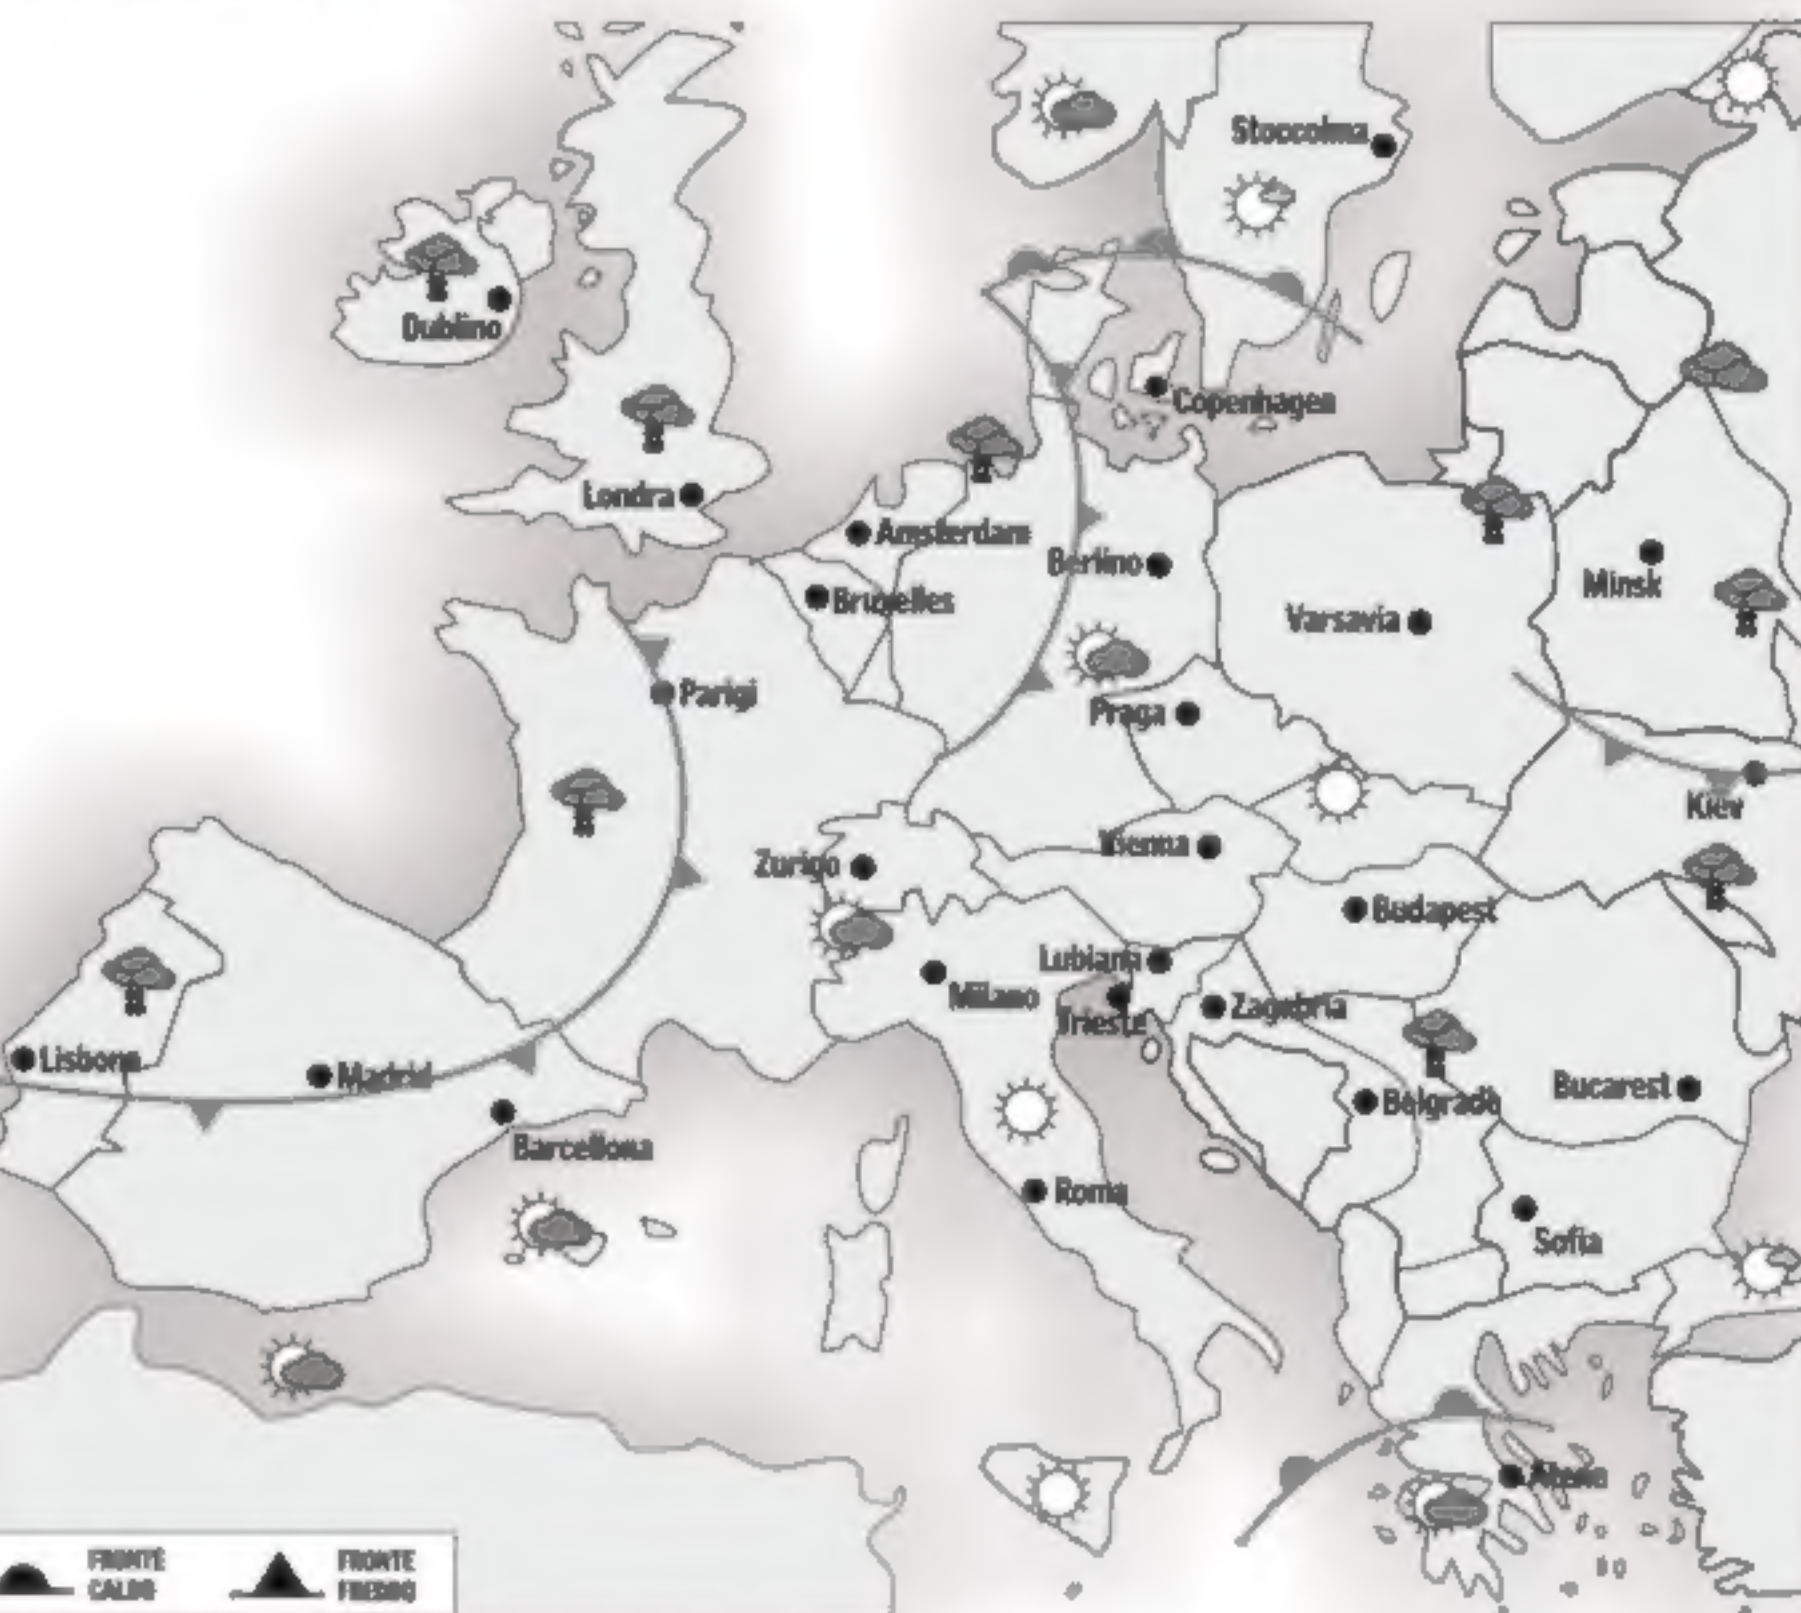 Stoccolma
Dublino
Copenhagen
Londra
Amsterdam
Berlino
Minsk
Bruxelles
Varsavia
Parigi
Praga
Kiev
Vienna
Zurigo
Budapest
Lubiana
Milano
Zagabria
Trieste
Lisbona
Madrid
Bucarest
Belgrado
Barcellona
Roma
Sofia
Atene
FRONTE
CALDO
FRONTE
FREDDO